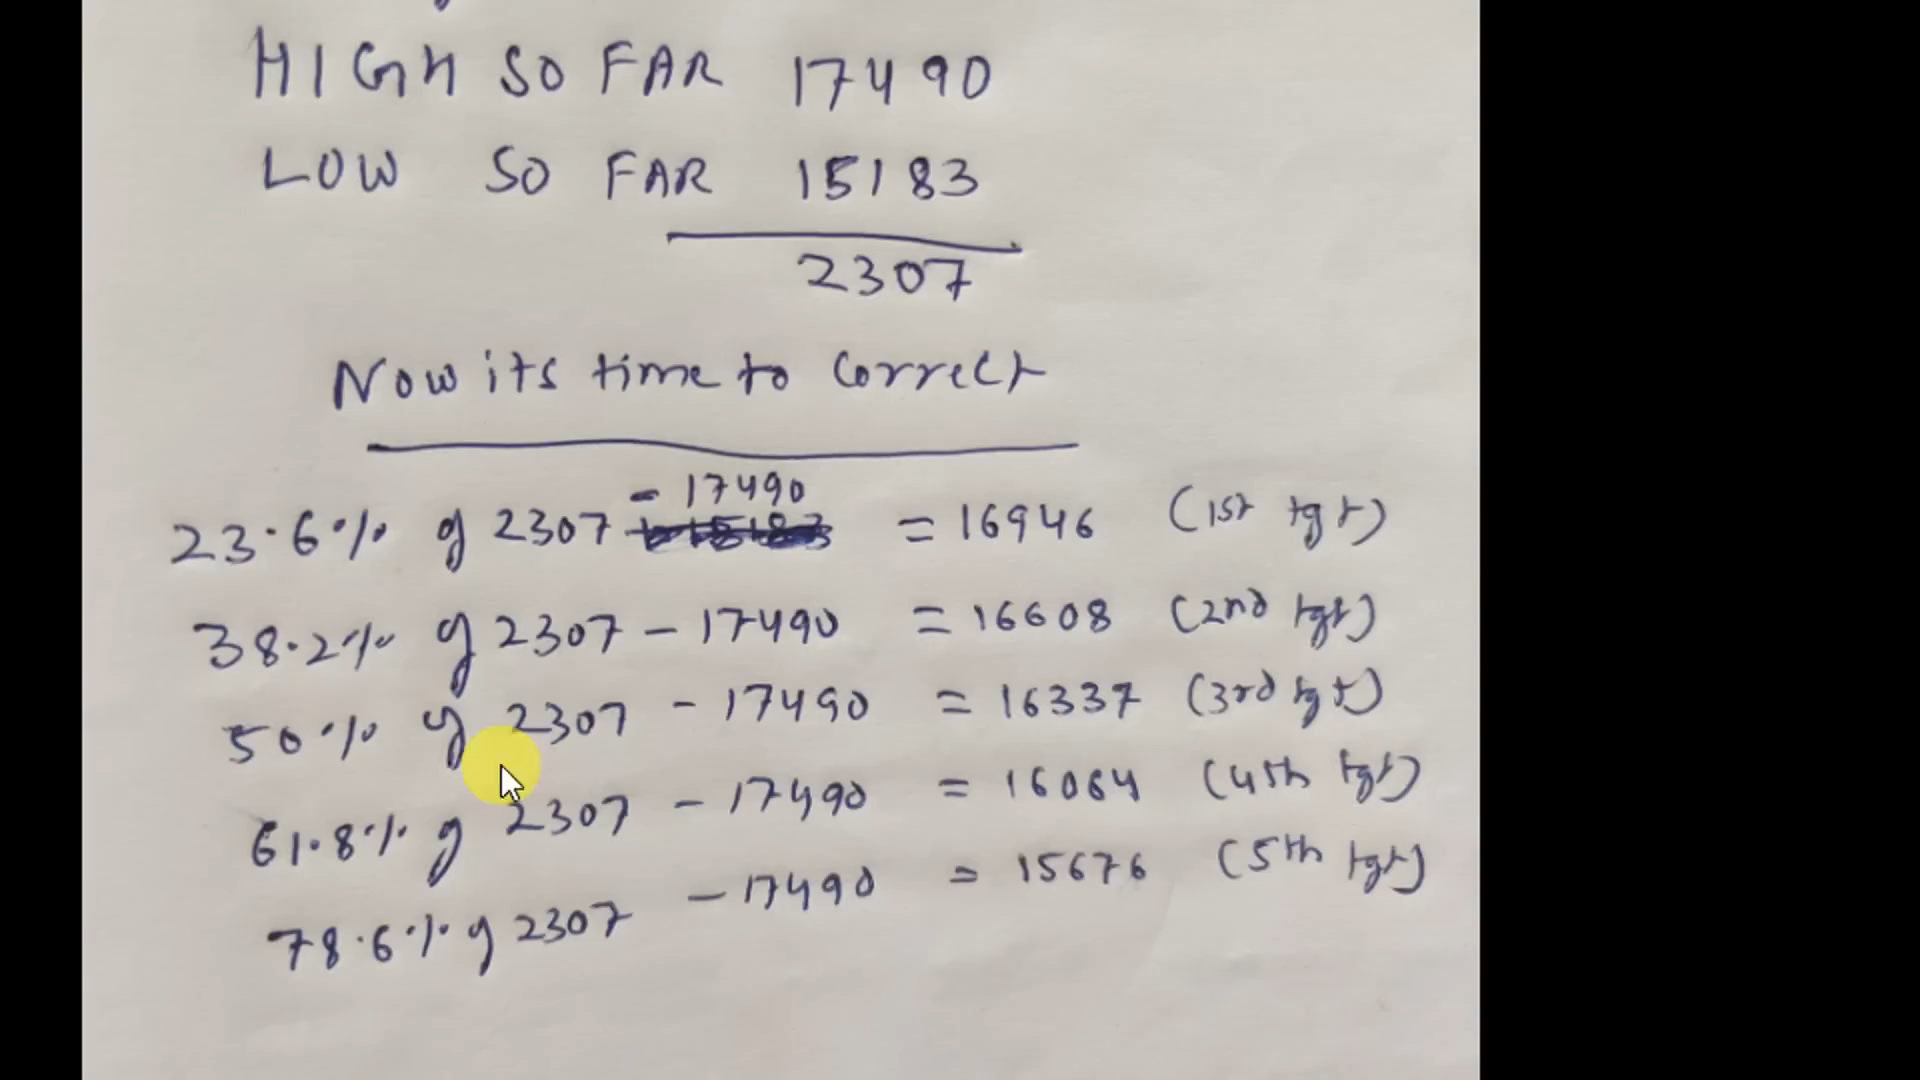 HIGH SO FAR 17490
LOW SO FAR 15183
2307
Now its time to correct
- 17490
23.6% of 2307 = 16946 (1st tgt)
38.2% of 2307 - 17490 = 16608 (2nd tgt)
50% of 2307 - 17490 = 16337 (3rd tgt)
61.8% of 2307 - 17490 = 16064 (4th tgt)
78.6% of 2307 - 17490 = 15676 (5th tgt)